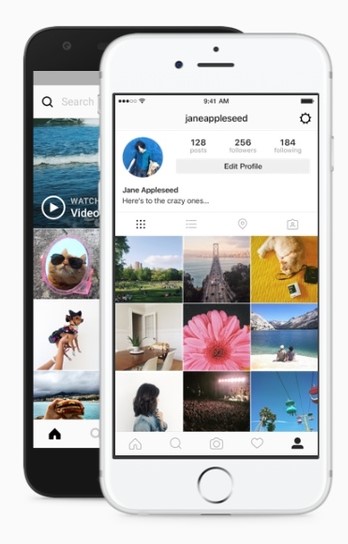 Search
WATCH
Video
9:41 AM
janeappleseed
128
posts
256
followers
184
following
Edit Profile
Jane Appleseed
Here's to the crazy ones...